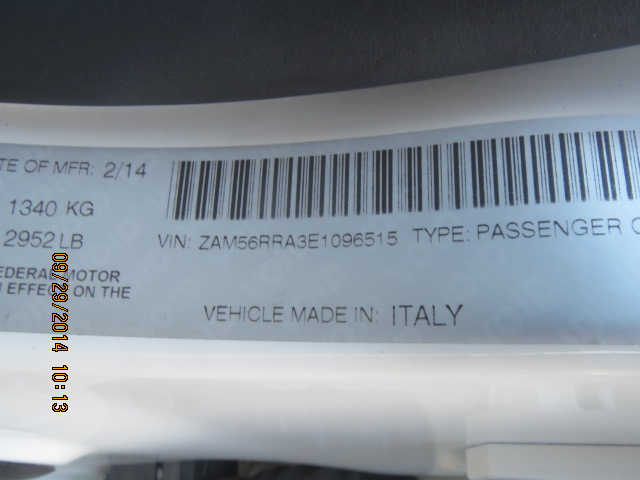 TE OF MFR: 2/14
1340 KG
2952 LB
VIN: ZAM56RRA3E1096515 TYPE: PASSENGER
EDERAL MOTOR
EFFECT ON THE
VEHICLE MADE IN: ITALY
09/29/2014 10:13